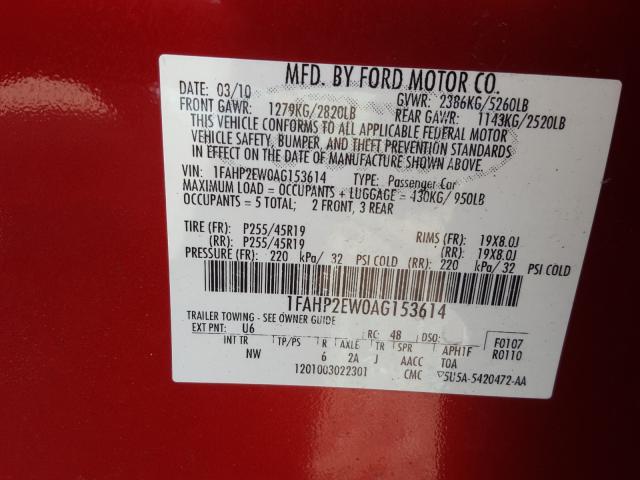 MFD. BY FORD MOTOR CO.
DATE: 03/10 GVWR: 2386KG/5260LB
FRONT GAWR: 1279KG/2820LB REAR GAWR: 1143KG/2520LB
THIS VEHICLE CONFORMS TO ALL APPLICABLE FEDERAL MOTOR
VEHICLE SAFETY, BUMPER, AND THEFT PREVENTION STANDARDS
IN EFFECT ON THE DATE OF MANUFACTURE SHOWN ABOVE.
VIN: 1FAHP2EW0AG153614 TYPE: Passenger Car
MAXIMUM LOAD = OCCUPANTS + LUGGAGE = 430KG/950LB
OCCUPANTS = 5 TOTAL: 2 FRONT, 3 REAR
TIRE (FR): P255/45R19 RIMS (FR): 19X8.0J
(RR): P255/45R19 (RR): 19X8.0J
PRESSURE (FR): 220 kPa/ 32 PSI COLD (RR): 220 kPa/ 32 PSI COLD
1FAHP2EW0AG153614
TRAILER TOWING - SEE OWNER GUIDE
EXT PNT: U6 RC: 48 DSO: F0107
INT TR TP/PS R AXLE TR SPR APH1F R0110
NW 6 2A J AACC TOA
1201003022301 CMC ▽5U5A-5420472-AA